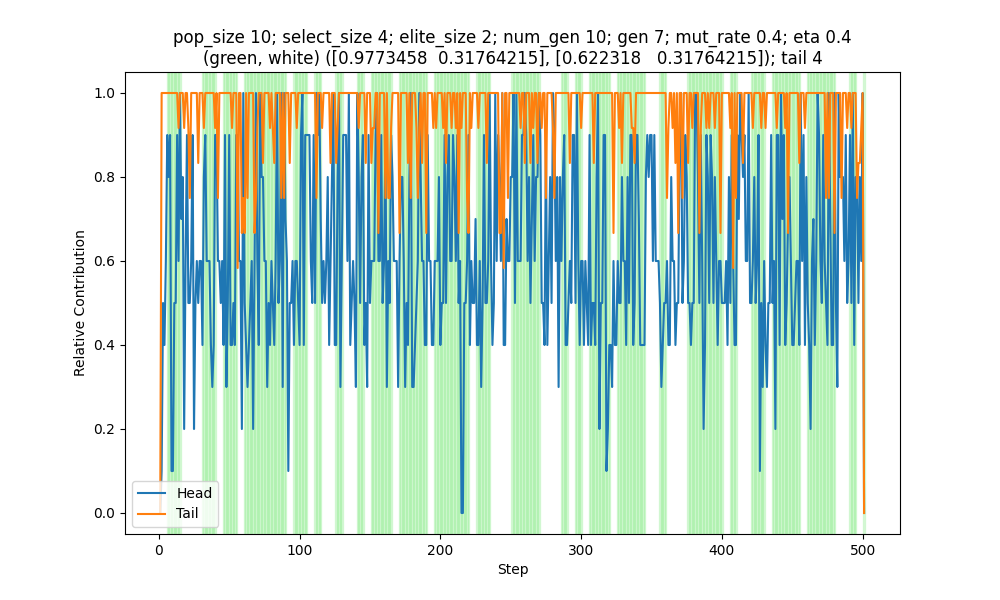 pop_size 10; select_size 4; elite_size 2; num_gen 10; gen 7; mut_rate 0.4; eta 0.4
(green, white) ([0.9773458  0.31764215], [0.622318   0.31764215]); tail 4
1.0
0.8
0.6
0.4
0.2
0.0
Relative Contribution
Head
Tail
0 100 200 300 400 500
Step